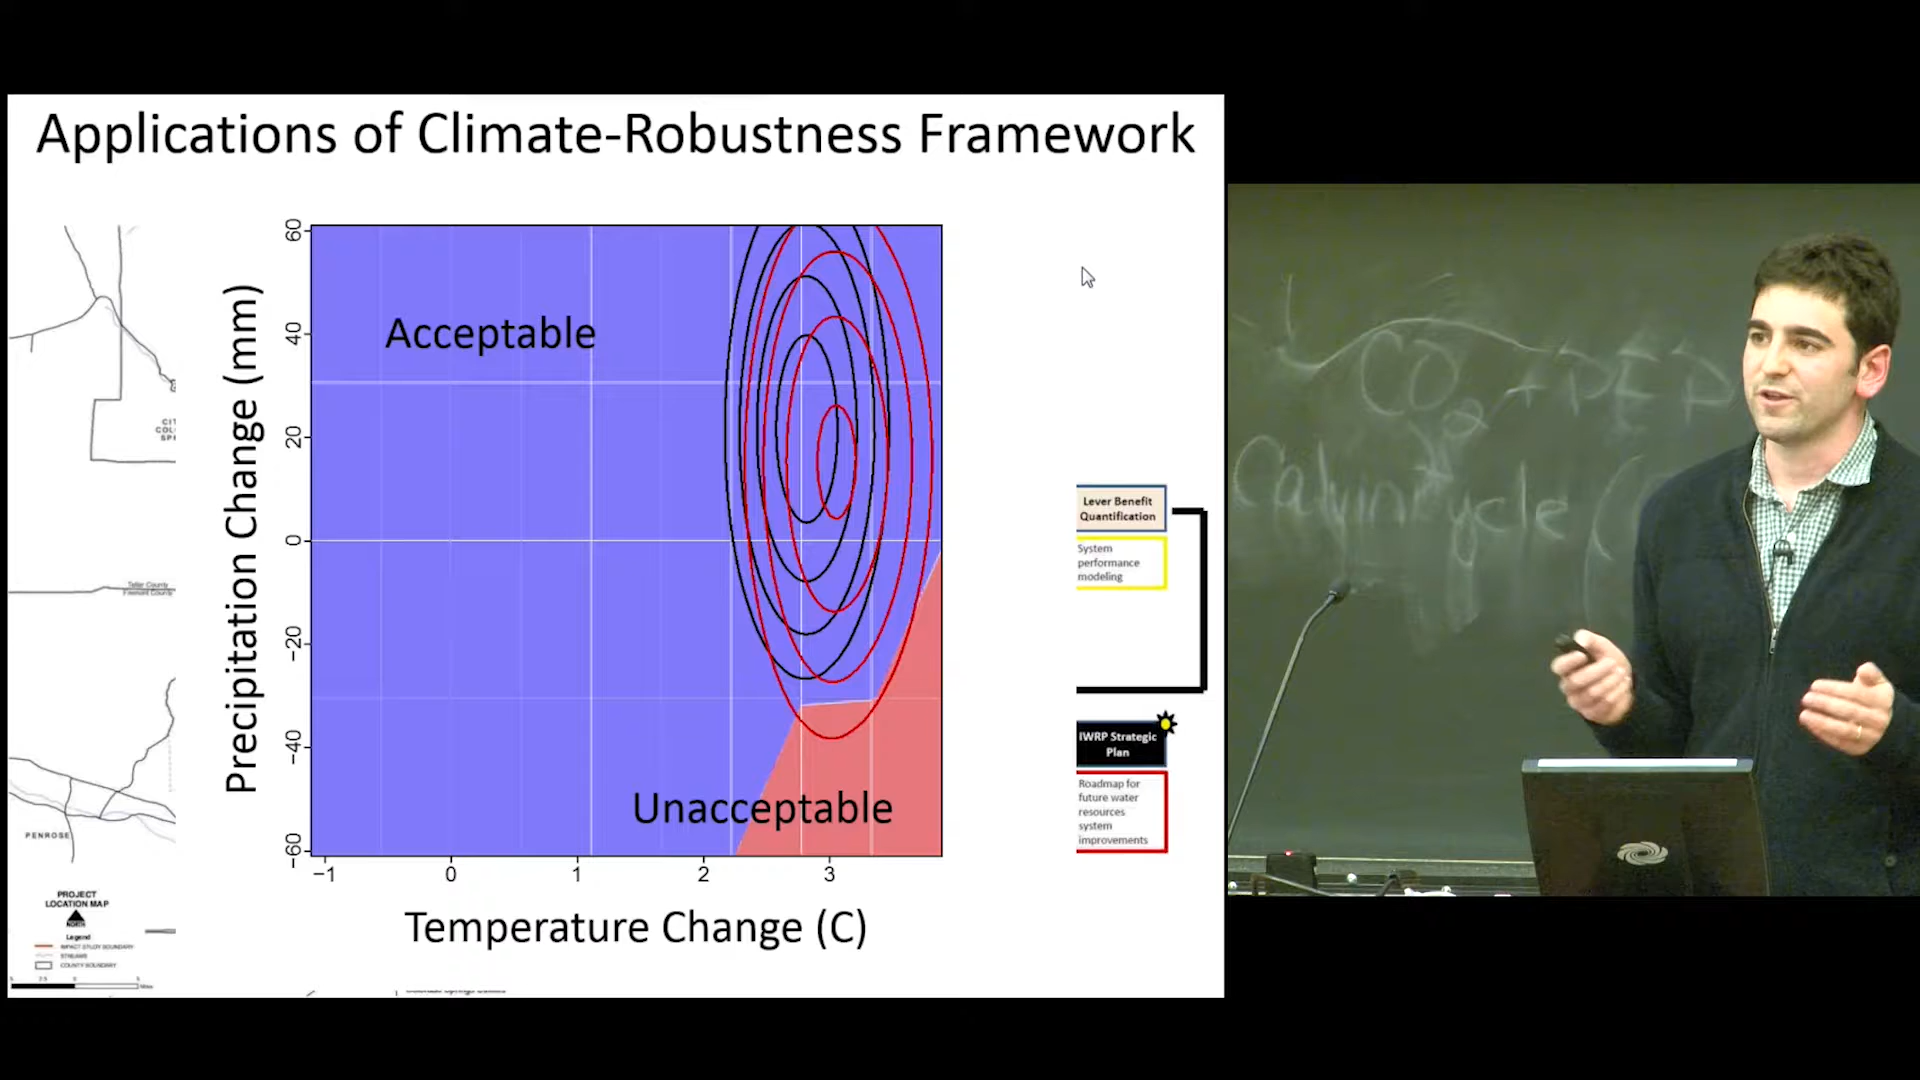 Applications of Climate-Robustness Framework
Precipitation Change (mm)
60
40
20
0
−20
−40
−60
Acceptable
Unacceptable
−1
0
1
2
3
Temperature Change (C)
CIT
COL
SPR
Teller County
Fremont County
PENROSE
PROJECT
LOCATION MAP
NORTH
Legend
IMPACT STUDY BOUNDARY
STREAMS
COUNTY BOUNDARY
Lever Benefit
Quantification
System
performance
modeling
IWRP Strategic
Plan
Roadmap for
future water
resources
system
improvements
CO2 + PEP
Calvin Cycle (